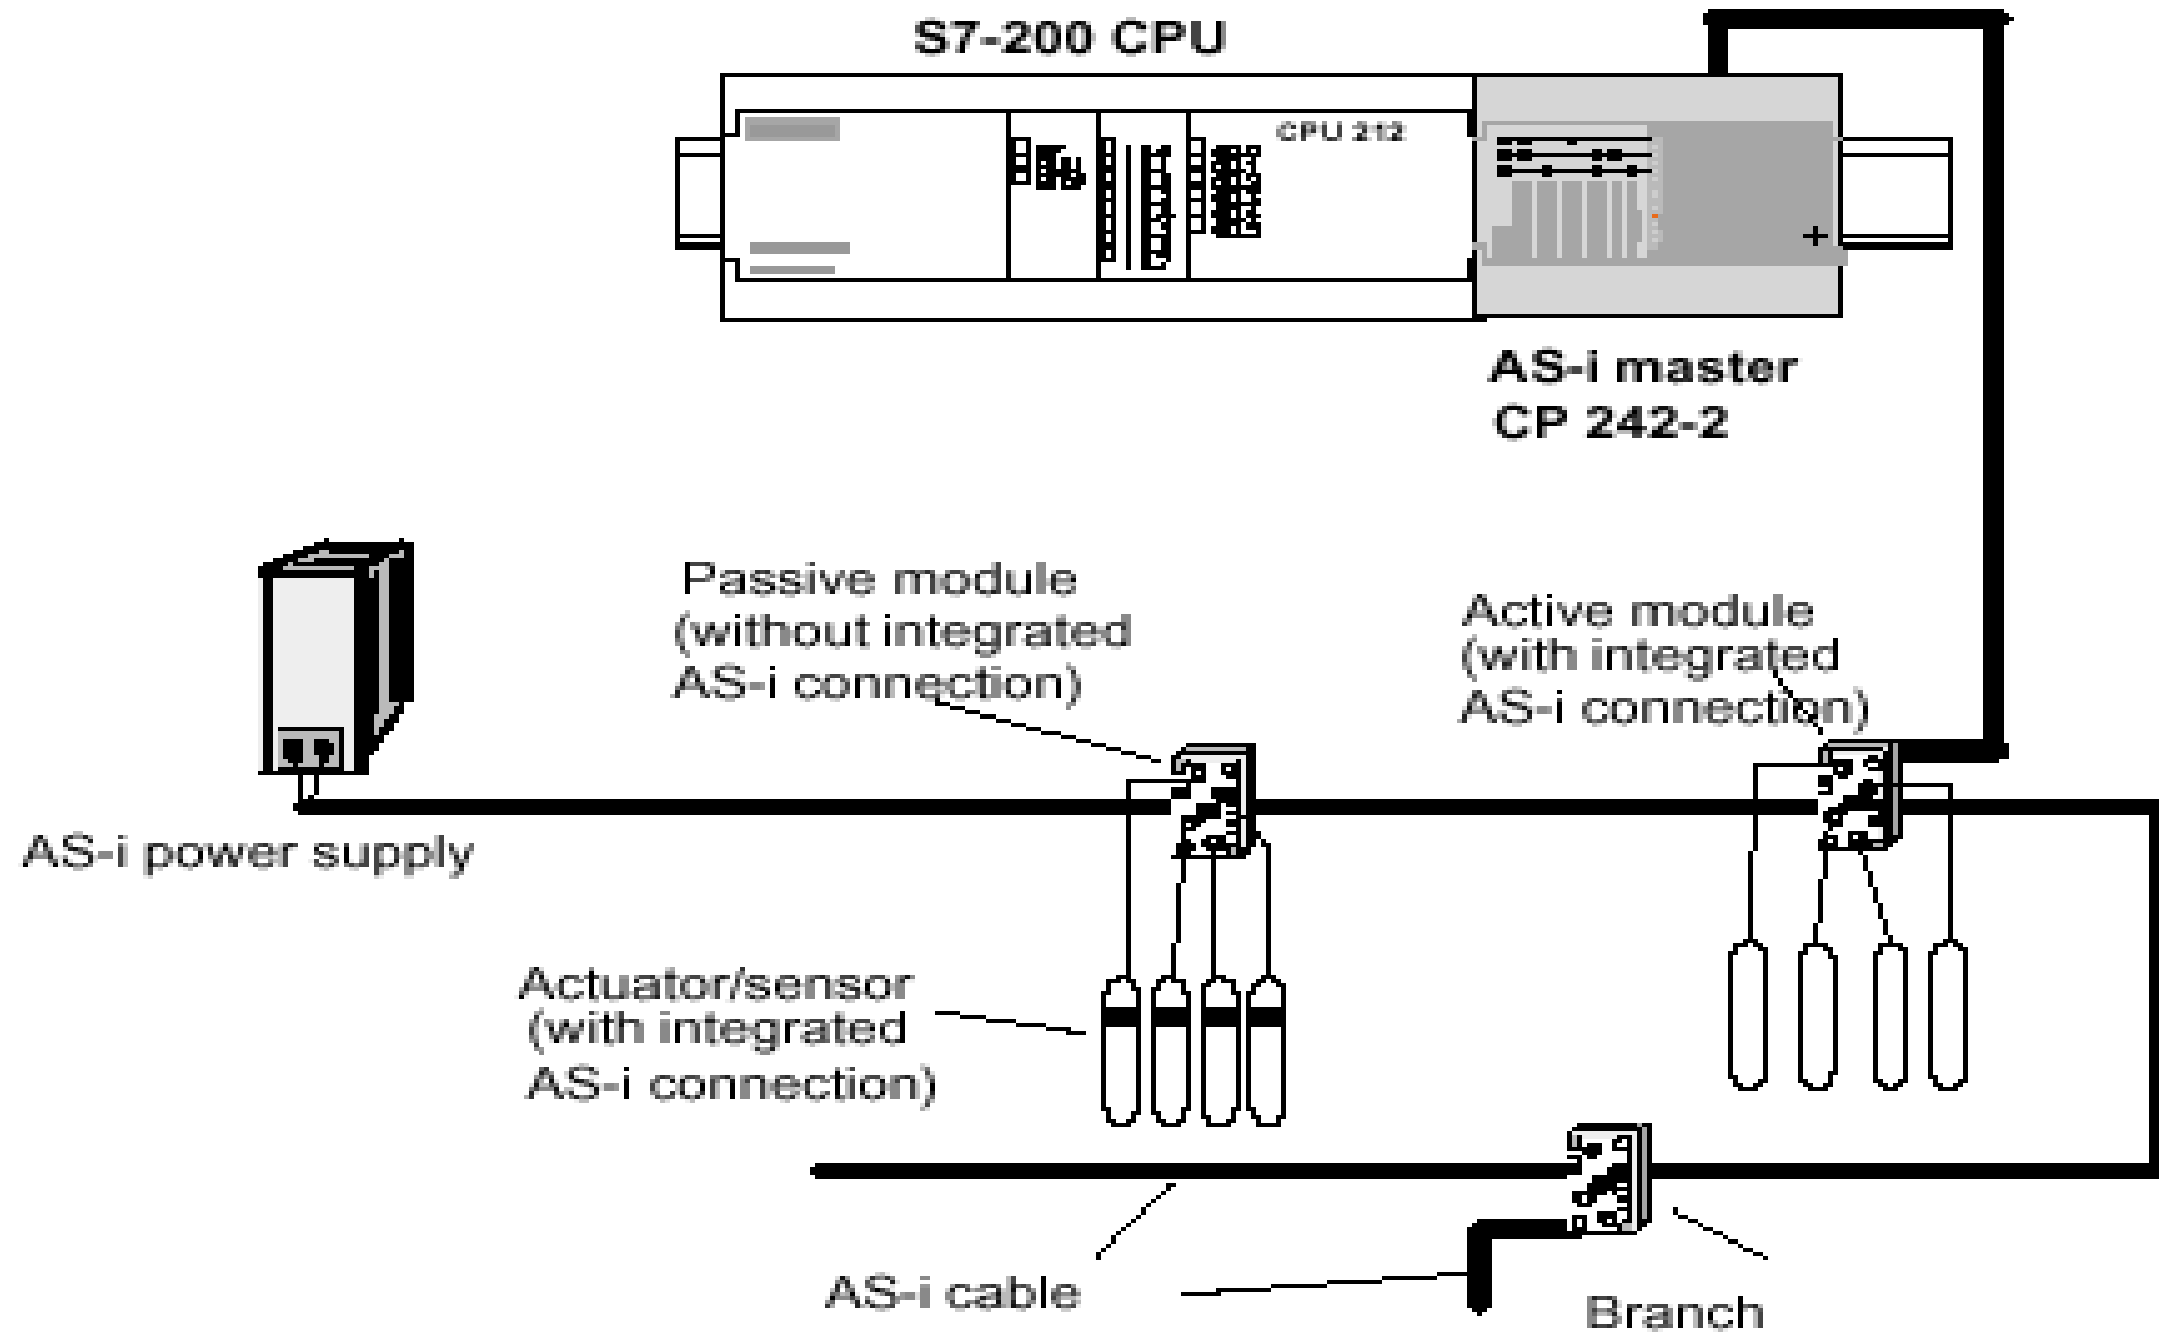 S7-200 CPU
CPU 212
AS-i master
CP 242-2
Passive module
(without integrated
AS-i connection)
Active module
(with integrated
AS-i connection)
AS-i power supply
Actuator/sensor
(with integrated
AS-i connection)
AS-i cable
Branch